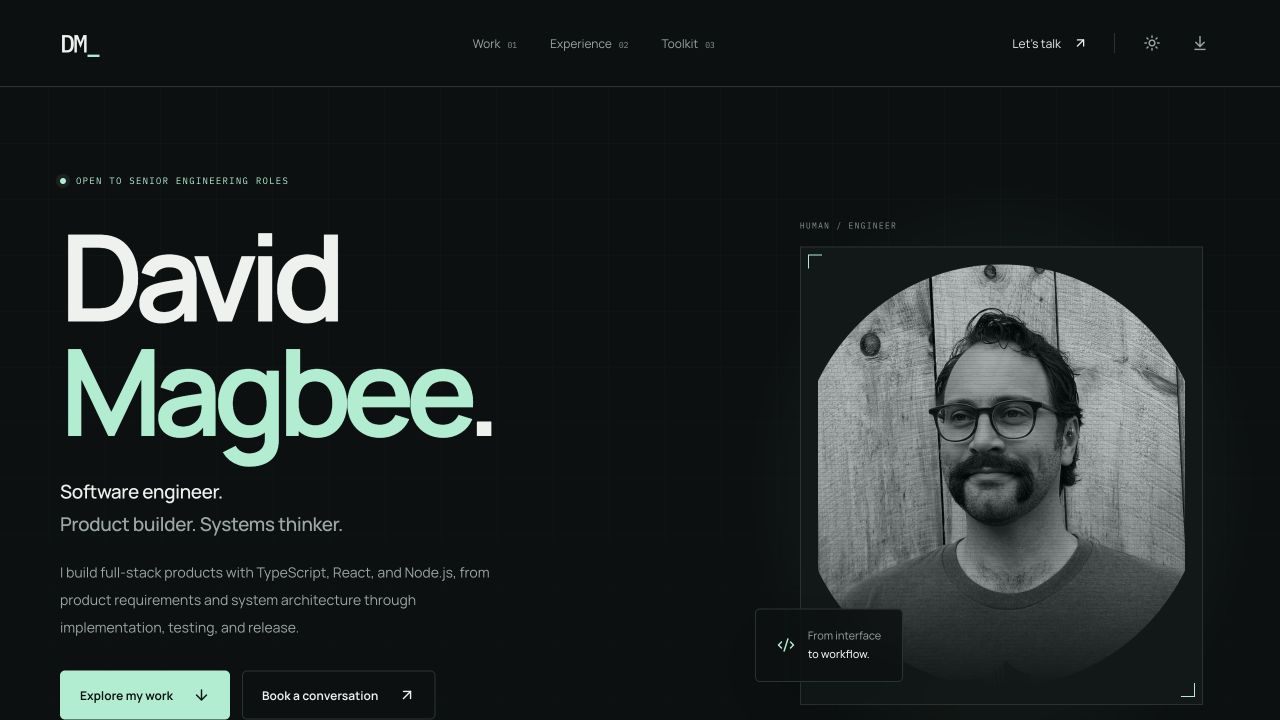 DM_
Work 01
Experience 02
Toolkit 03
Let's talk
OPEN TO SENIOR ENGINEERING ROLES
David
Magbee.
Software engineer.
Product builder. Systems thinker.
I build full-stack products with TypeScript, React, and Node.js, from
product requirements and system architecture through
implementation, testing, and release.
Explore my work
Book a conversation
HUMAN / ENGINEER
From interface
to workflow.